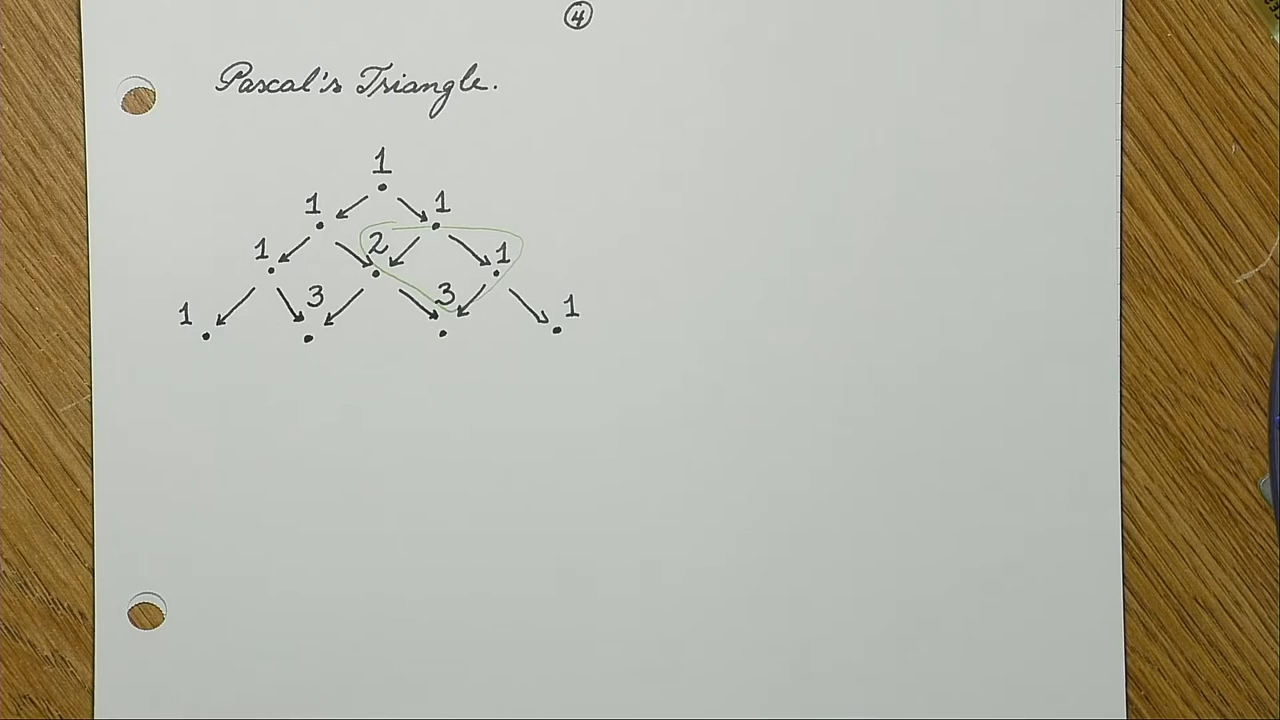 ④
Pascal's Triangle.
1
1 1
1 2 1
1 3 3 1